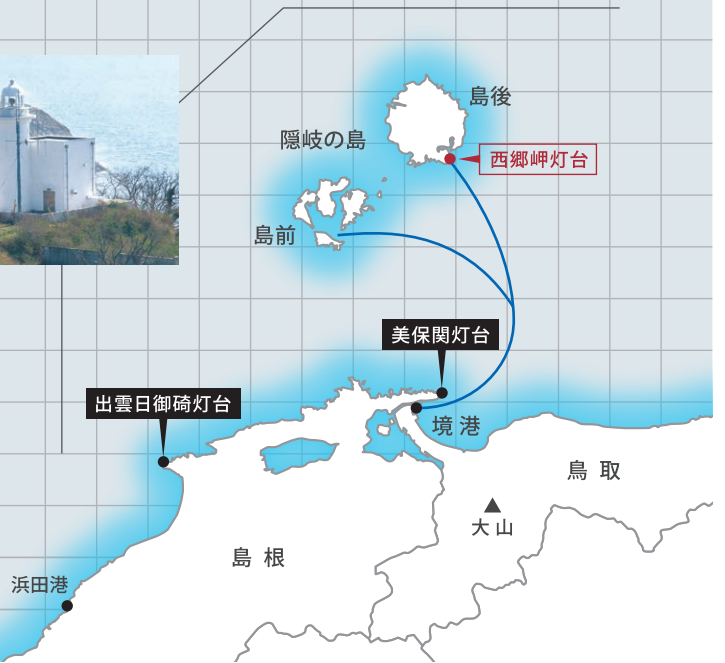 島後
隠岐の島
西郷岬灯台
島前
美保関灯台
出雲日御碕灯台
境港
鳥取
大山
島根
浜田港